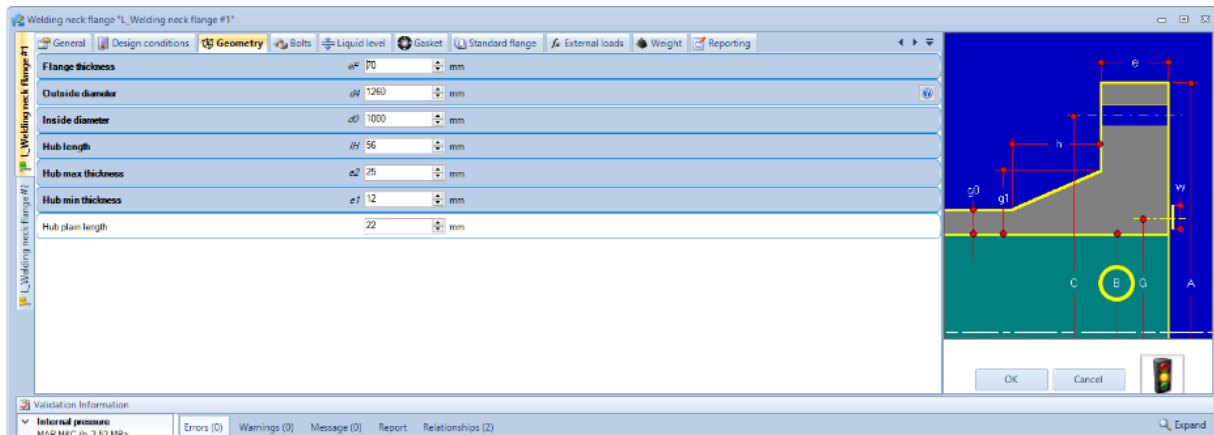 Welding neck flange "L_Welding neck flange #1"
General Design conditions Geometry Bolts Liquid level Gasket Standard flange fx External loads Weight Reporting
L_Welding neck flange #1
L_Welding neck flange #2
Flange thickness eF 70 mm
Outside diameter d4 1260 mm
Inside diameter d0 1000 mm
Hub length lH 56 mm
Hub max thickness e2 25 mm
Hub min thickness e1 12 mm
Hub plain length 22 mm
e
h
g0 g1 w
C B G A
OK Cancel
Validation Information
Internal pressure
Errors (0) Warnings (0) Message (0) Report Relationships (2) Expand